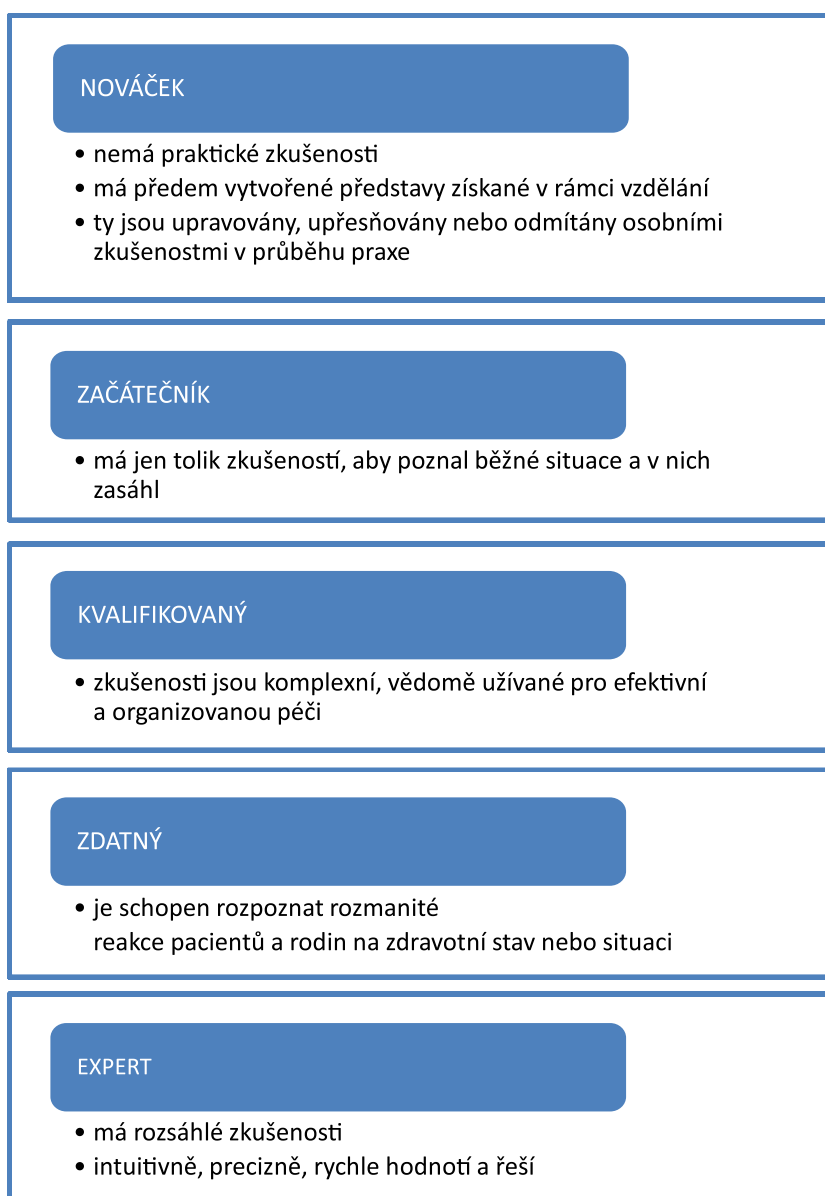 NOVÁČEK
• nemá praktické zkušenosti
• má předem vytvořené představy získané v rámci vzdělání
• ty jsou upravovány, upřesňovány nebo odmítány osobními
zkušenostmi v průběhu praxe
ZAČÁTEČNÍK
• má jen tolik zkušeností, aby poznal běžné situace a v nich
zasáhl
KVALIFIKOVANÝ
• zkušenosti jsou komplexní, vědomě užívané pro efektivní
a organizovanou péči
ZDATNÝ
• je schopen rozpoznat rozmanité
reakce pacientů a rodin na zdravotní stav nebo situaci
EXPERT
• má rozsáhlé zkušenosti
• intuitivně, precizně, rychle hodnotí a řeší